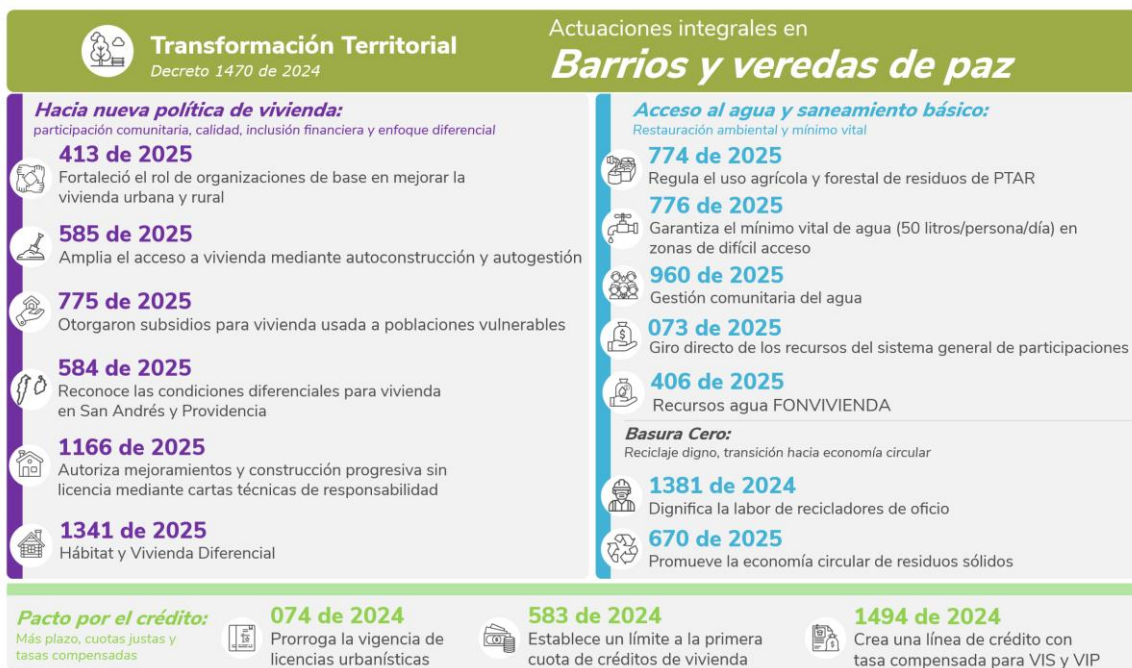 Transformación Territorial
Decreto 1470 de 2024
Actuaciones integrales en
Barrios y veredas de paz
Hacia nueva política de vivienda:
participación comunitaria, calidad, inclusión financiera y enfoque diferencial
413 de 2025
Fortaleció el rol de organizaciones de base en mejorar la
vivienda urbana y rural
585 de 2025
Amplia el acceso a vivienda mediante autoconstrucción y autogestión
775 de 2025
Otorgaron subsidios para vivienda usada a poblaciones vulnerables
584 de 2025
Reconoce las condiciones diferenciales para vivienda
en San Andrés y Providencia
1166 de 2025
Autoriza mejoramientos y construcción progresiva sin
licencia mediante cartas técnicas de responsabilidad
1341 de 2025
Hábitat y Vivienda Diferencial
Acceso al agua y saneamiento básico:
Restauración ambiental y mínimo vital
774 de 2025
Regula el uso agrícola y forestal de residuos de PTAR
776 de 2025
Garantiza el mínimo vital de agua (50 litros/persona/día) en
zonas de difícil acceso
960 de 2025
Gestión comunitaria del agua
073 de 2025
Giro directo de los recursos del sistema general de participaciones
406 de 2025
Recursos agua FONVIVIENDA
Basura Cero:
Reciclaje digno, transición hacia economía circular
1381 de 2024
Dignifica la labor de recicladores de oficio
670 de 2025
Promueve la economía circular de residuos sólidos
Pacto por el crédito:
Más plazo, cuotas justas y
tasas compensadas
074 de 2024
Prorroga la vigencia de
licencias urbanísticas
583 de 2024
Establece un límite a la primera
cuota de créditos de vivienda
1494 de 2024
Crea una línea de crédito con
tasa compensada para VIS y VIP